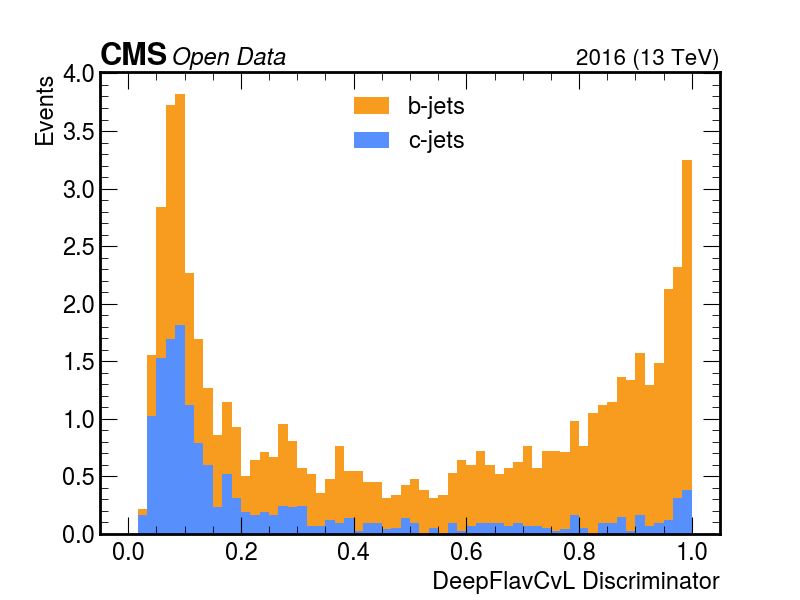 CMS Open Data 2016 (13 TeV)
Events
4.0
3.5
3.0
2.5
2.0
1.5
1.0
0.5
0.0
b-jets
c-jets
0.0 0.2 0.4 0.6 0.8 1.0
DeepFlavCvL Discriminator